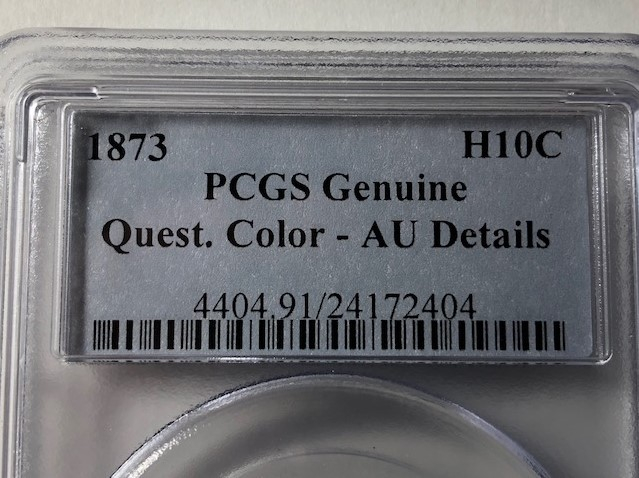 1873 H10C
PCGS Genuine
Quest. Color - AU Details
4404.91/24172404